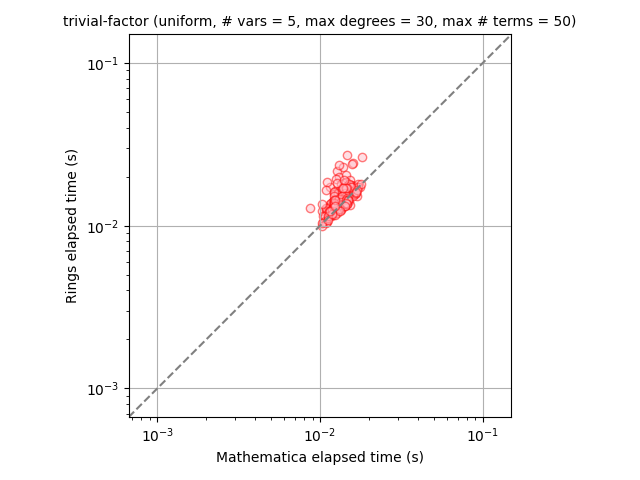 trivial-factor (uniform, # vars = 5, max degrees = 30, max # terms = 50)
10⁻¹
10⁻²
10⁻³
Rings elapsed time (s)
10⁻³
10⁻²
10⁻¹
Mathematica elapsed time (s)